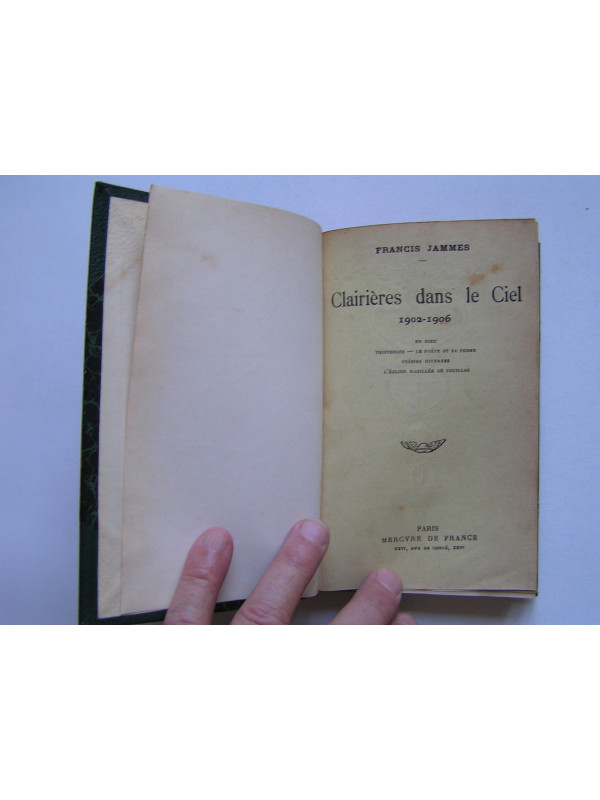 FRANCIS JAMMES
Clairières dans le Ciel
1902-1906
EN DIEU
TRISTESSES — LE POÈTE ET SA FEMME
POÉSIES DIVERSES
L'ÉGLISE HABILLÉE DE FEUILLES
PARIS
MERCVRE DE FRANCE
XXVI, RVE DE CONDÉ, XXVI